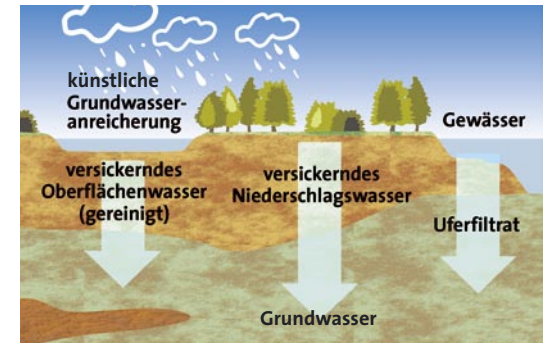 künstliche
Grundwasser-
anreicherung
Gewässer
versickerndes
Oberflächenwasser
(gereinigt)
versickerndes
Niederschlagswasser
Uferfiltrat
Grundwasser